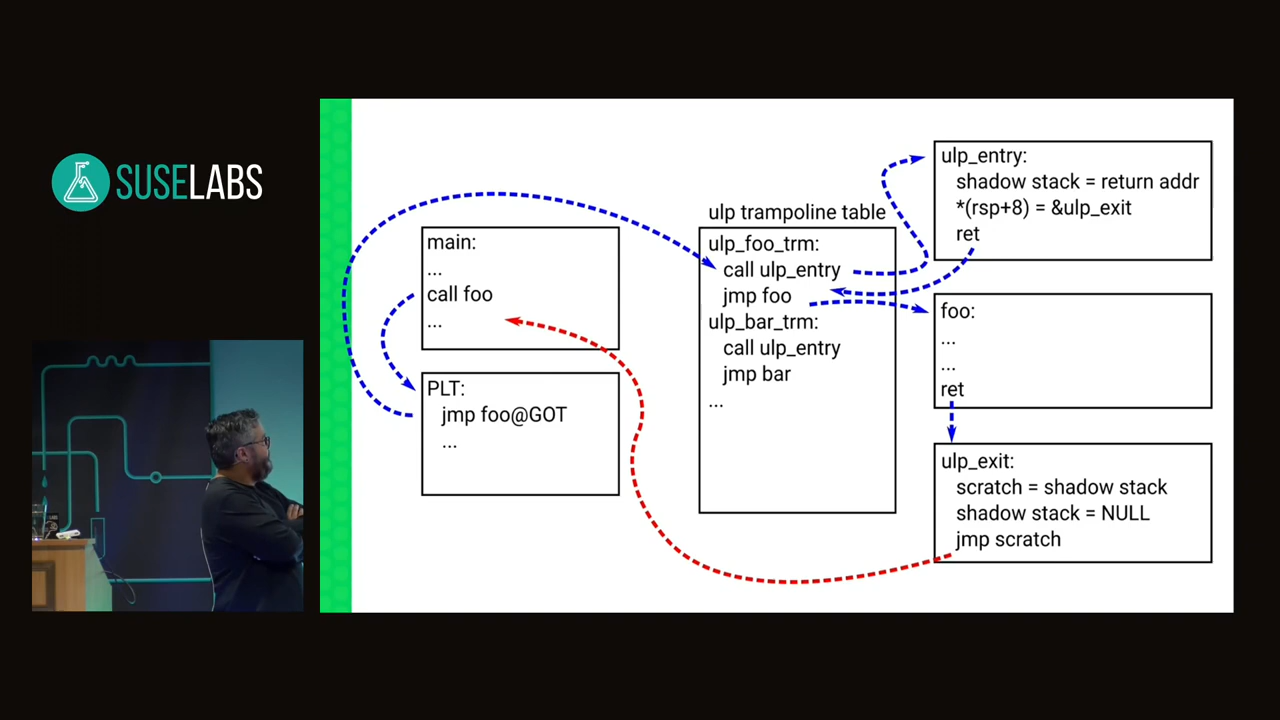 SUSELABS
main:
...
call foo
...
PLT:
jmp foo@GOT
...
ulp trampoline table
ulp_foo_trm:
call ulp_entry
jmp foo
ulp_bar_trm:
call ulp_entry
jmp bar
...
ulp_entry:
shadow stack = return addr
*(rsp+8) = &ulp_exit
ret
foo:
...
...
ret
ulp_exit:
scratch = shadow stack
shadow stack = NULL
jmp scratch